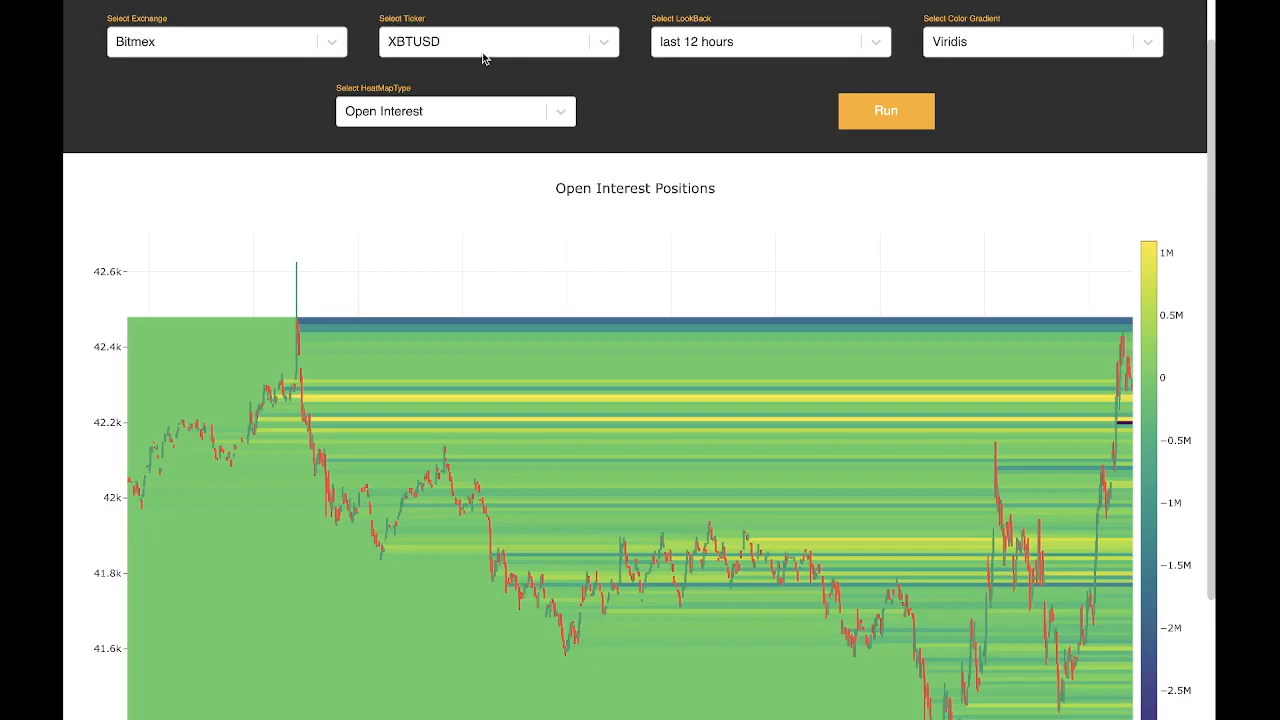 Select Exchange
Select Ticker
Select LookBack
Select Color Gradient
Bitmex
XBTUSD
last 12 hours
Viridis
Select HeatMapType
Open Interest
Run
Open Interest Positions
42.6k
42.4k
42.2k
42k
41.8k
41.6k
1M
0.5M
0
−0.5M
−1M
−1.5M
−2M
−2.5M